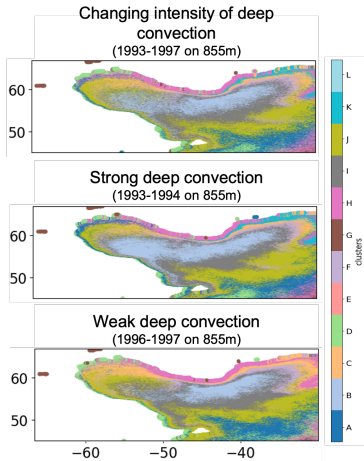 Changing intensity of deep
convection
(1993-1997 on 855m)
60
50
Strong deep convection
(1993-1994 on 855m)
60
50
Weak deep convection
(1996-1997 on 855m)
60
50
−60
−50
−40
L
K
J
I
H
G
F
E
D
C
B
A
clusters